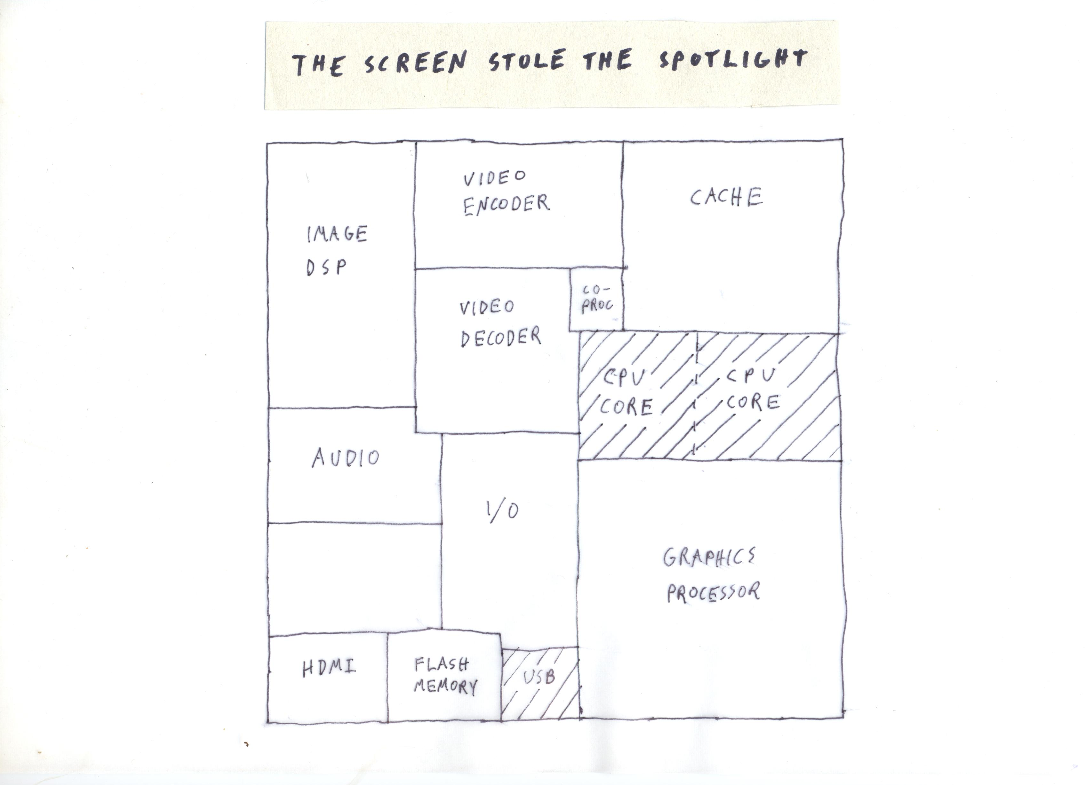 THE SCREEN STOLE THE SPOTLIGHT
IMAGE
DSP
VIDEO
ENCODER
CACHE
VIDEO
DECODER
CO-
PROC
CPU
CORE
CPU
CORE
AUDIO
I/O
GRAPHICS
PROCESSOR
HDMI
FLASH
MEMORY
USB